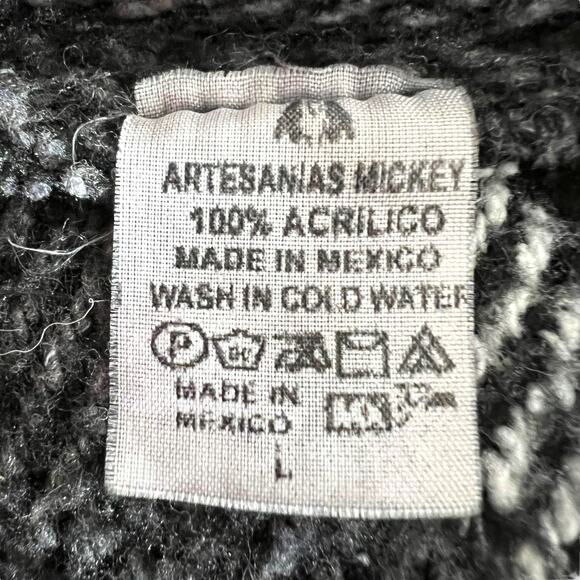 ARTESANIAS MICKEY
100% ACRILICO
MADE IN MEXICO
WASH IN COLD WATER
P
MADE IN
MEXICO
L